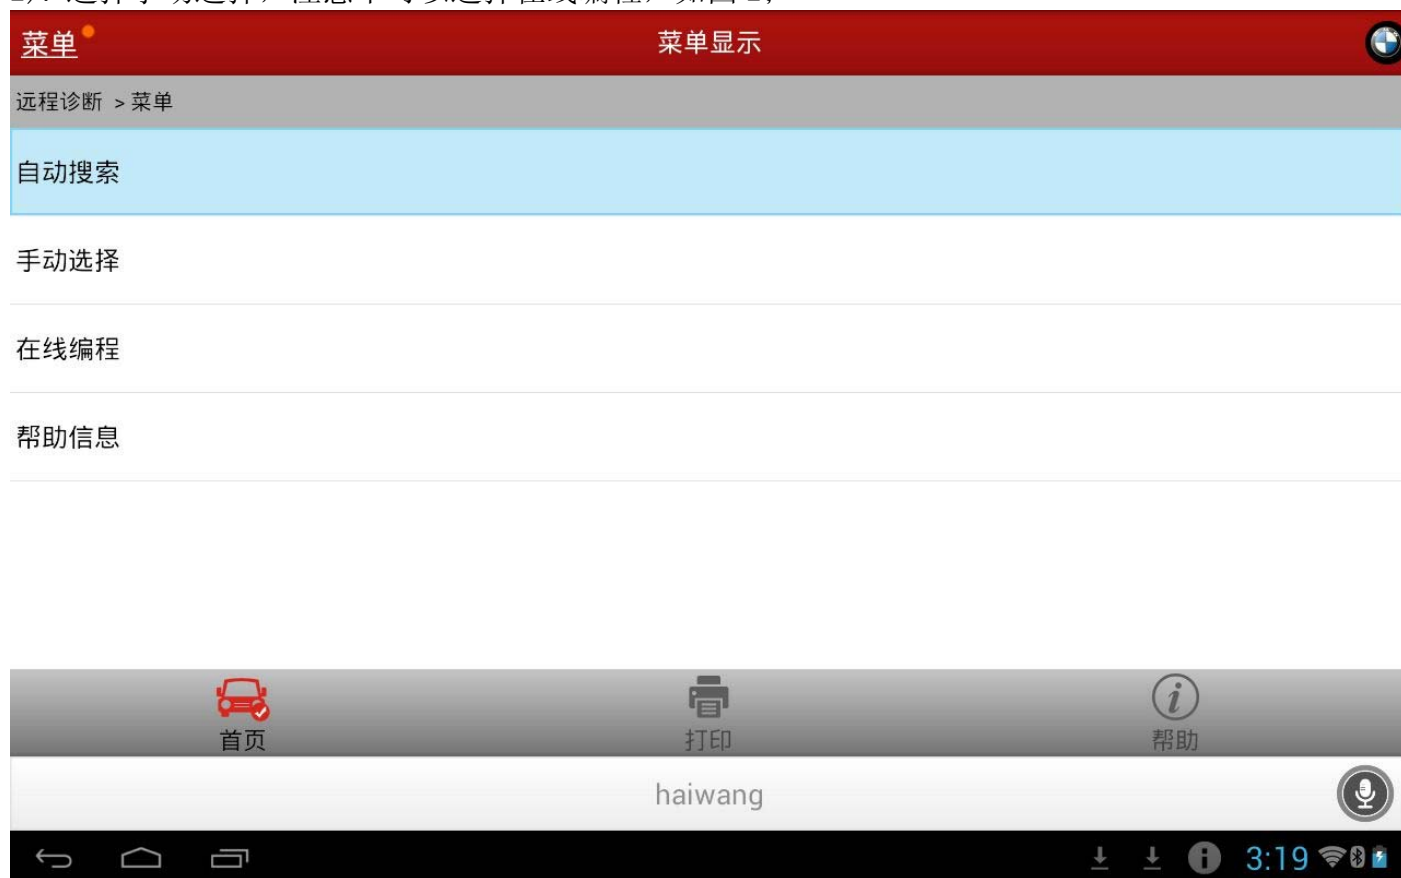 菜单
菜单显示
远程诊断 > 菜单
自动搜索
手动选择
在线编程
帮助信息
首页
打印
帮助
haiwang
3:19